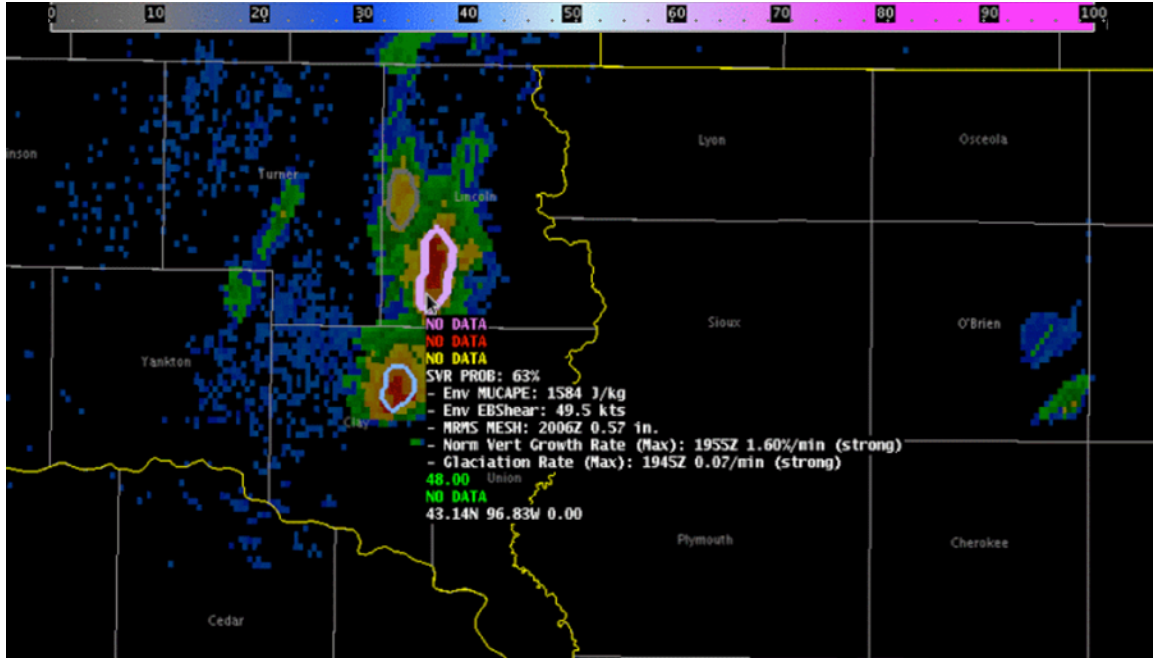 0 10 20 30 40 50 60 70 80 90 100
Lyon
Osceola
inson
Turner
Lincoln
Sioux
O'Brien
NO DATA
NO DATA
Yankton
NO DATA
SVR PROB: 63%
- Env MUCAPE: 1584 J/kg
- Env EBShear: 49.5 kts
- MRMS MESH: 2006Z 0.57 in.
Clay
- Norm Vert Growth Rate (Max): 1955Z 1.60%/min (strong)
- Glaciation Rate (Max): 1945Z 0.07/min (strong)
48.00
Union
NO DATA
43.14N 96.83W 0.00
Plymouth
Cherokee
Cedar